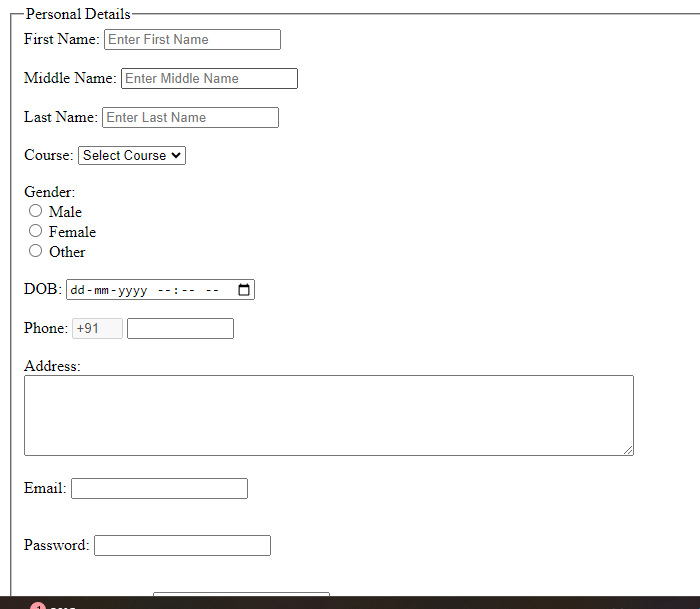 Personal Details
First Name: Enter First Name
Middle Name: Enter Middle Name
Last Name: Enter Last Name
Course: Select Course
Gender:
Male
Female
Other
DOB: dd-mm-yyyy --:-- --
Phone: +91
Address:
Email:
Password: